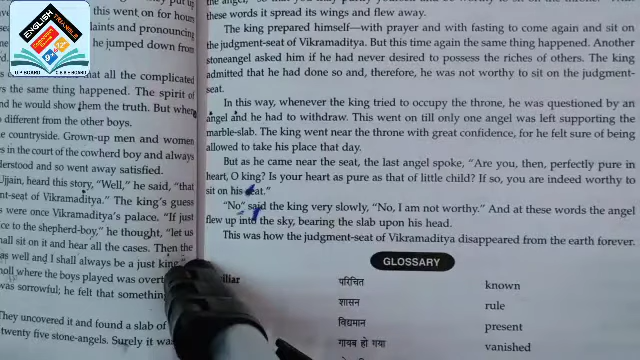 ENGLISH
TRANSLATE
U.P BOARD
C.B.S.E BOARD
this went on for hours
aints and pronouncing
he jumped down from
at all the complicated
s the same thing happened. The spirit of
nd he would show them the truth. But when
different from the other boys.
e countryside. Grown-up men and women
es in the court of the cowherd boy and always
derstood and so went away satisfied.
Ujjain, heard this story, "Well," he said, "that
nt-seat of Vikramaditya." The king's guess
s were once Vikramaditya's palace. "If just
ce to the shepherd-boy," he thought, "let us
hall sit on it and hear all the cases. Then the
as well and I shall always be a just king."
noll where the boys played was
was sorrowful; he felt that something
They uncovered it and found a slab of
twenty five stone-angels. Surely it was
these words it spread its wings and flew away.
The king prepared himself—with prayer and with fasting to come again and sit on
the judgment-seat of Vikramaditya. But this time again the same thing happened. Another
stoneangel asked him if he had never desired to possess the riches of others. The king
admitted that he had done so and, therefore, he was not worthy to sit on the judgment-
seat.
In this way, whenever the king tried to occupy the throne, he was questioned by an
angel and he had to withdraw. This went on till only one angel was left supporting the
marble-slab. The king went near the throne with great confidence, for he felt sure of being
allowed to take his place that day.
But as he came near the seat, the last angel spoke, "Are you, then, perfectly pure in
heart, O king? Is your heart as pure as that of little child? If so, you are indeed worthy to
sit on his seat."
"No" said the king very slowly, "No, I am not worthy." And at these words the angel
flew up into the sky, bearing the slab upon his head.
This was how the judgment-seat of Vikramaditya disappeared from the earth forever.
GLOSSARY
परिचित known
शासन rule
विद्यमान present
गायब हो गया vanished